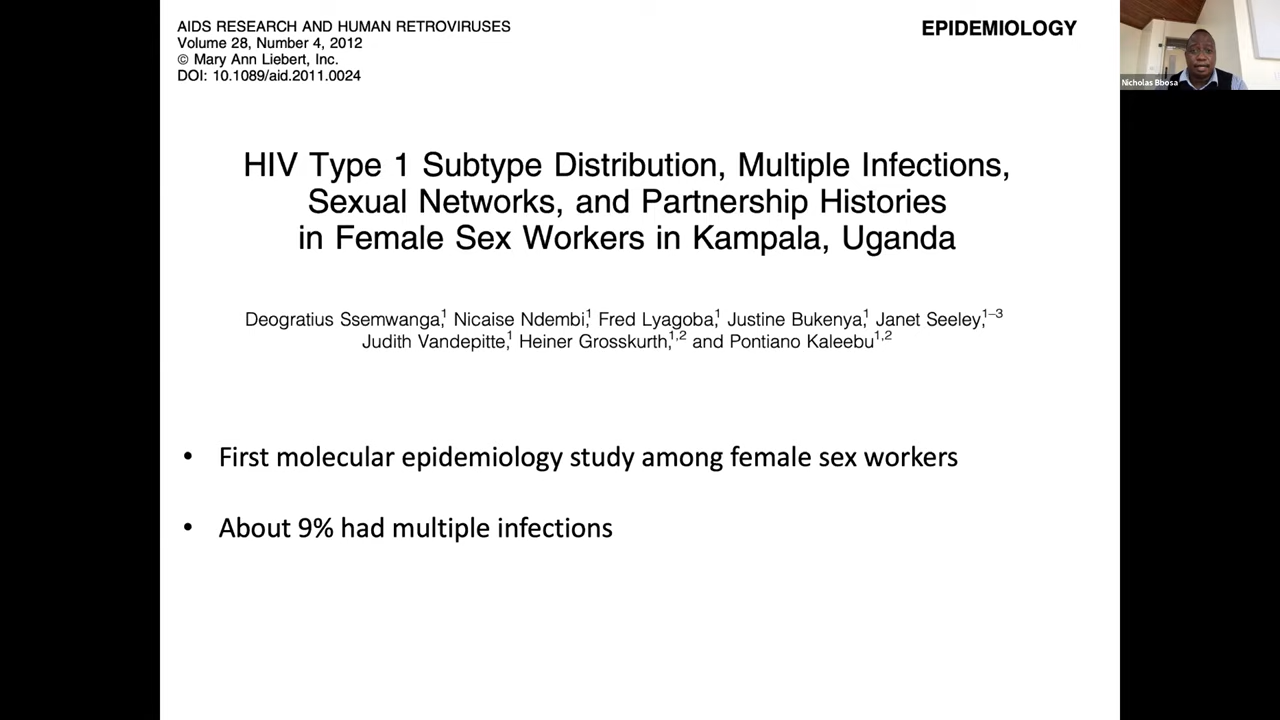 AIDS RESEARCH AND HUMAN RETROVIRUSES
Volume 28, Number 4, 2012
© Mary Ann Liebert, Inc.
DOI: 10.1089/aid.2011.0024
EPIDEMIOLOGY
Nicholas Bbosa
HIV Type 1 Subtype Distribution, Multiple Infections,
Sexual Networks, and Partnership Histories
in Female Sex Workers in Kampala, Uganda
Deogratius Ssemwanga,1 Nicaise Ndembi,1 Fred Lyagoba,1 Justine Bukenya,1 Janet Seeley,1–3
Judith Vandepitte,1 Heiner Grosskurth,1,2 and Pontiano Kaleebu1,2
• First molecular epidemiology study among female sex workers
• About 9% had multiple infections